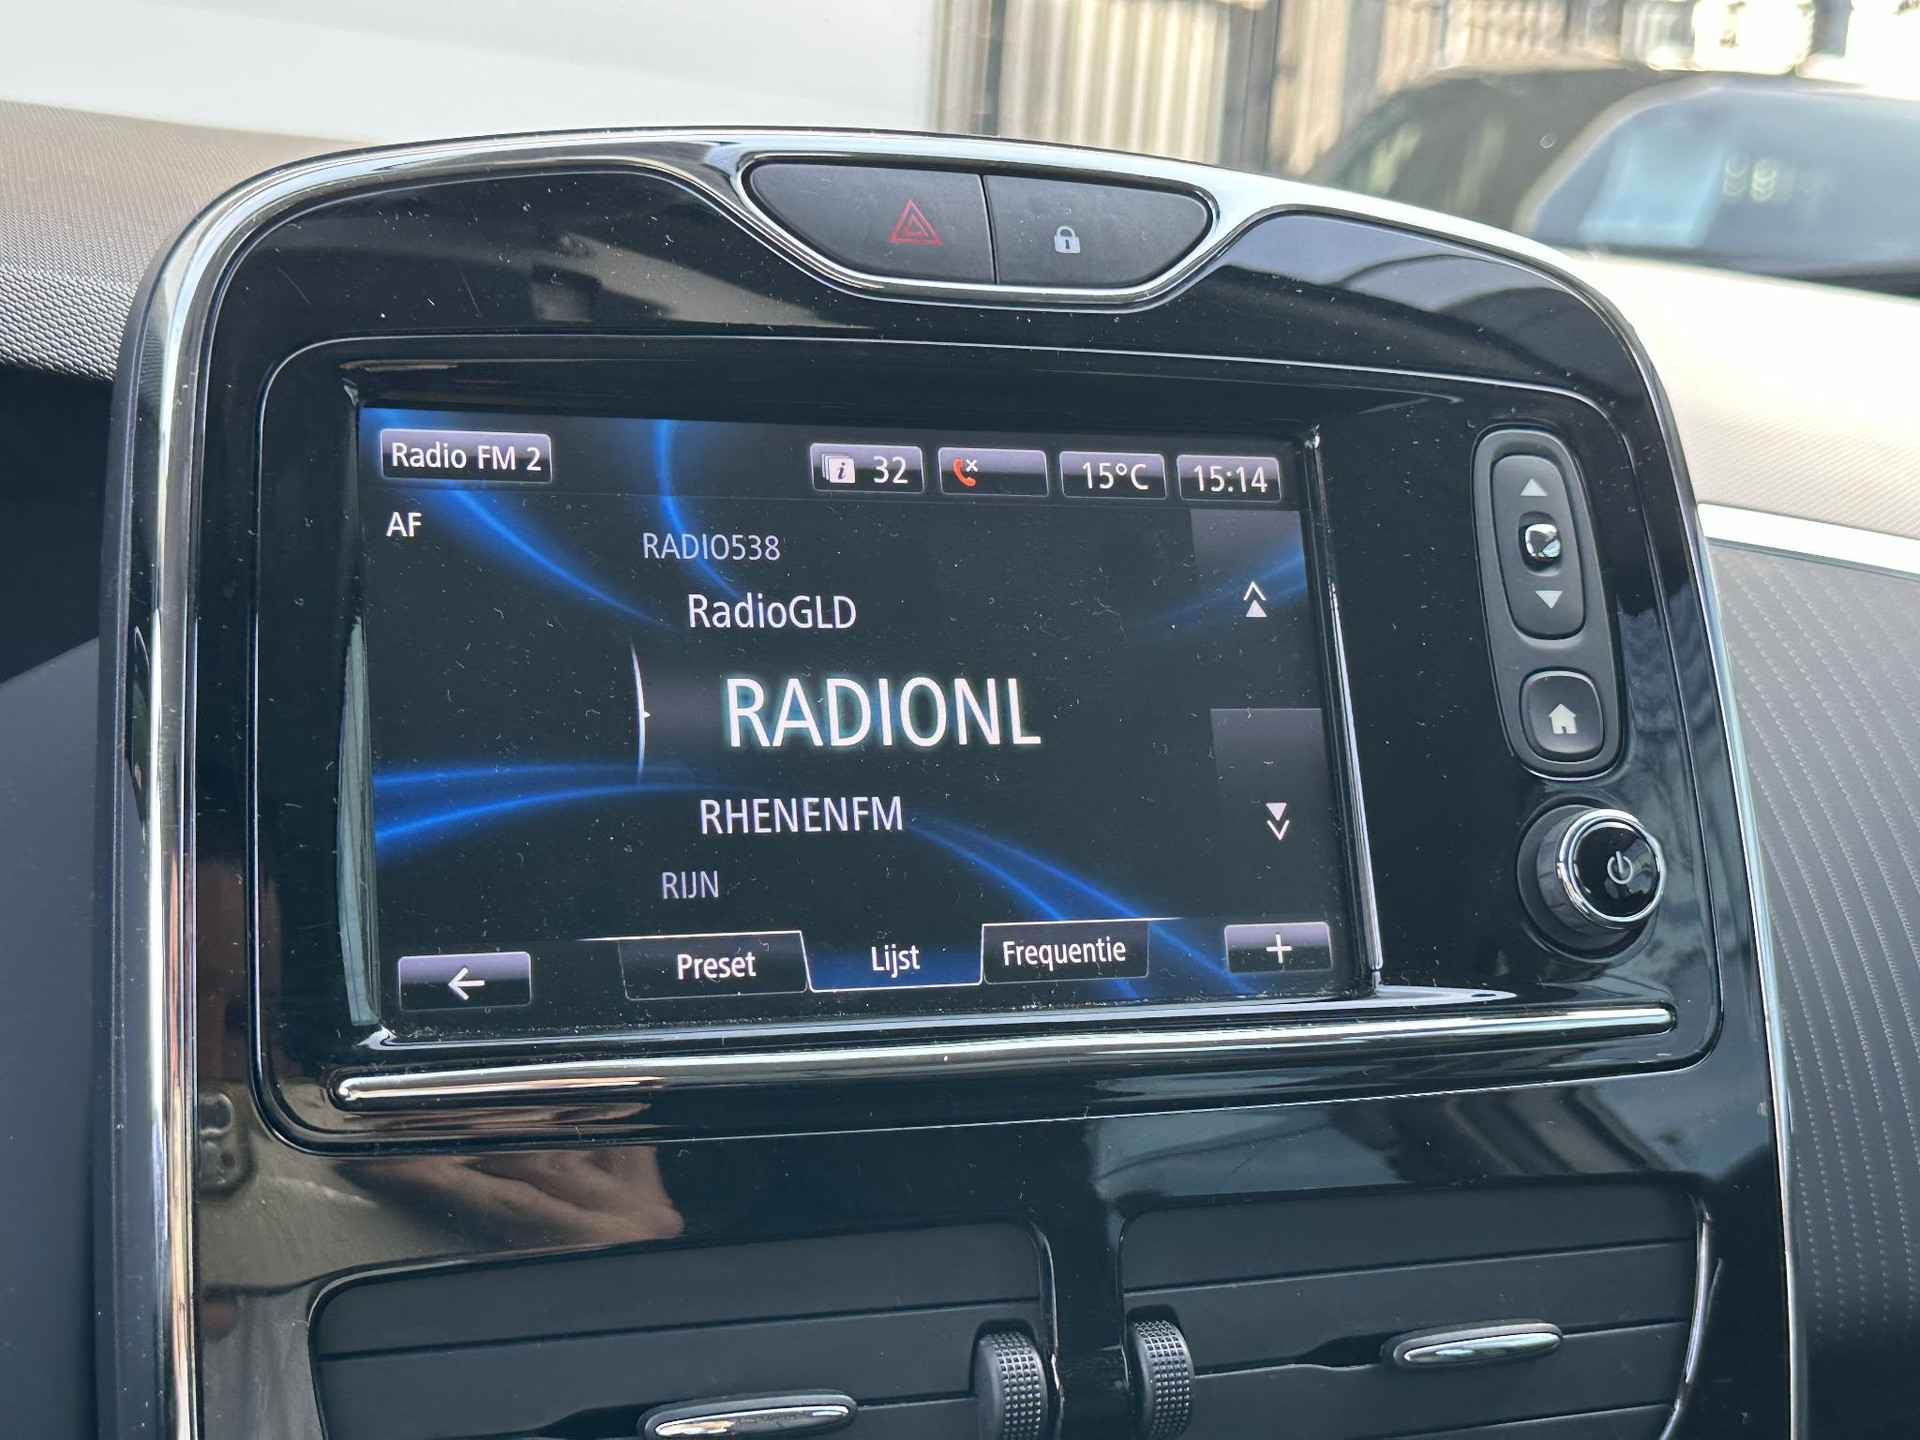 Radio FM 2
i 32
15°C
15:14
AF
RADIO538
RadioGLD
RADIONL
RHENENFM
RIJN
Preset
Lijst
Frequentie